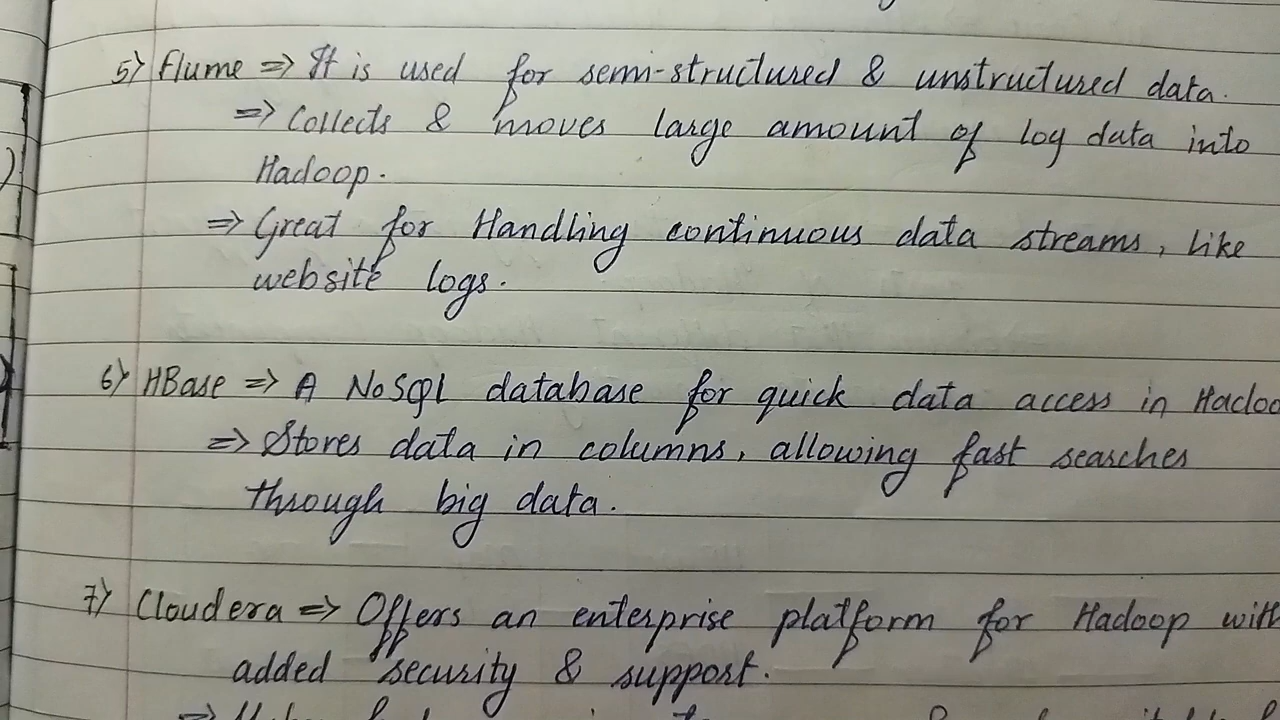 5) Flume => It is used for semi-structured & unstructured data.
=> Collects & moves large amount of log data into
Hadoop.
=> Great for Handling continuous data streams, like
website logs.
6) HBase => A NoSQL database for quick data access in Hadoo
=> Stores data in columns, allowing fast searches
through big data.
7) Cloudera => Offers an enterprise platform for Hadoop with
added security & support.